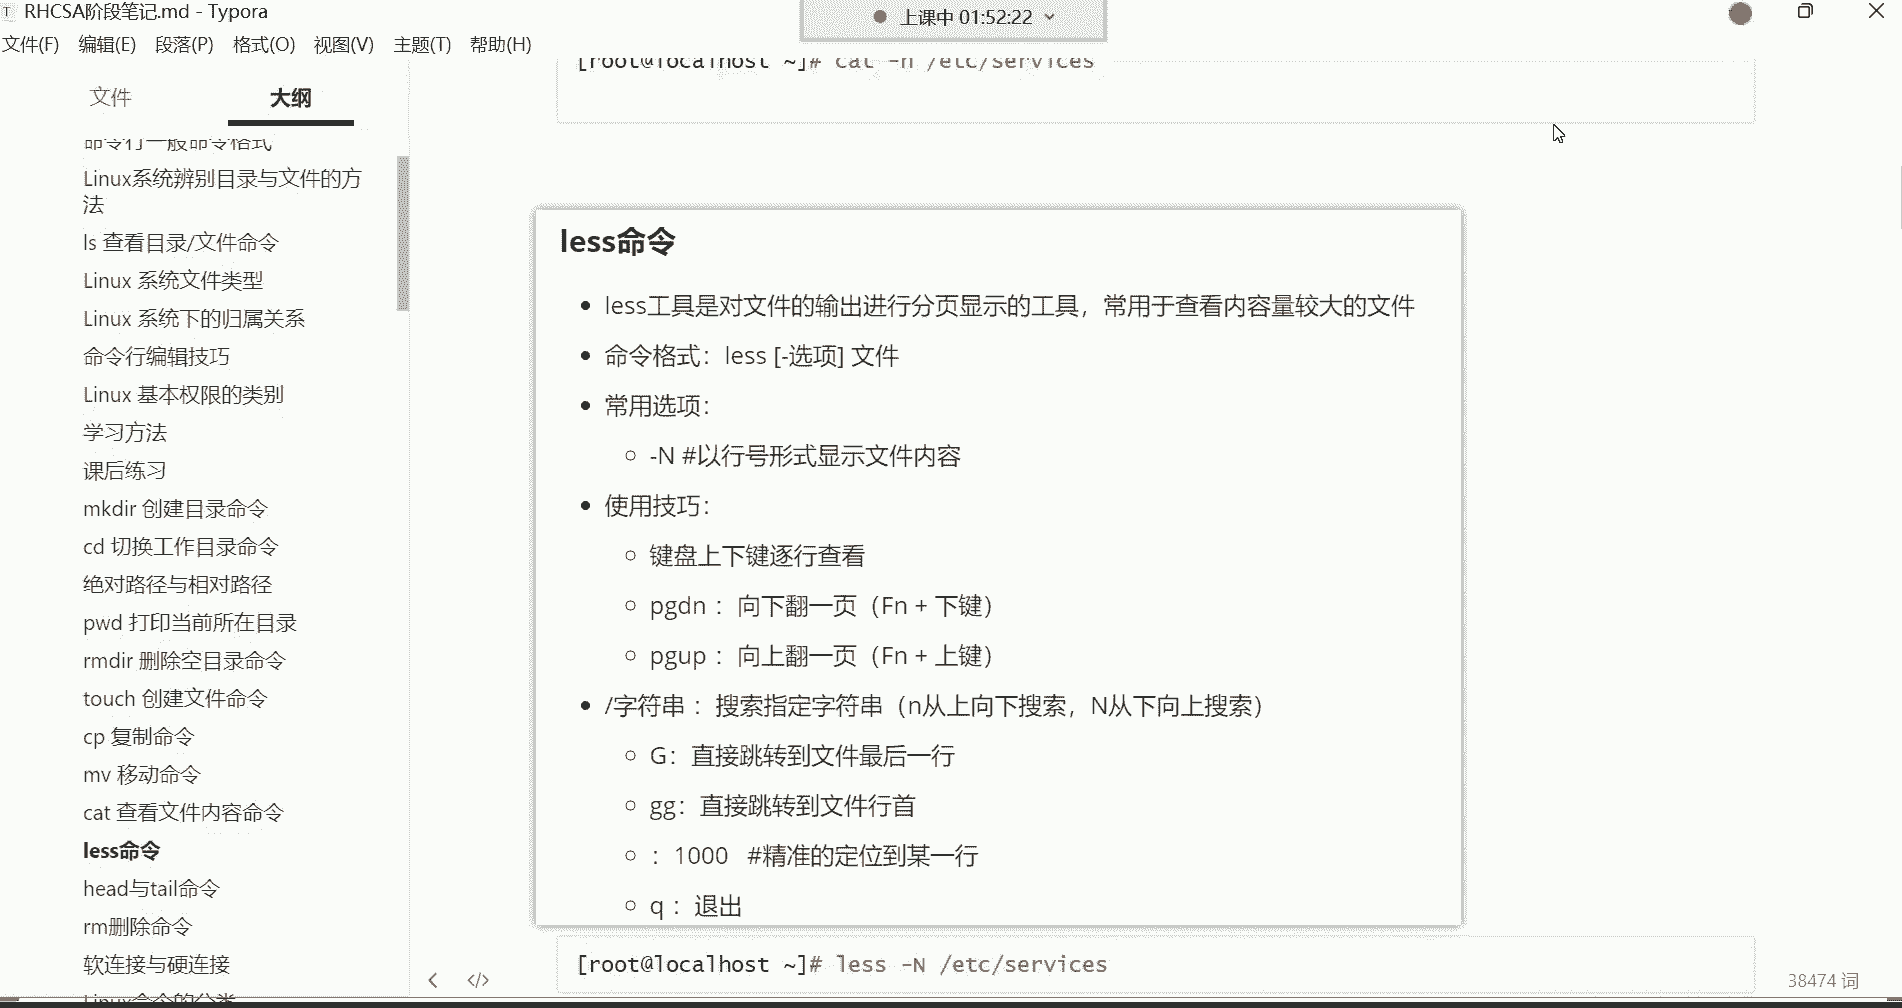 RHCSA阶段笔记.md - Typora
上课中 01:52:22
文件(F) 编辑(E) 段落(P) 格式(O) 视图(V) 主题(T) 帮助(H)
文件 大纲
命令行一般命令格式
Linux系统辨别目录与文件的方
法
ls 查看目录/文件命令
Linux 系统文件类型
Linux 系统下的归属关系
命令行编辑技巧
Linux 基本权限的类别
学习方法
课后练习
mkdir 创建目录命令
cd 切换工作目录命令
绝对路径与相对路径
pwd 打印当前所在目录
rmdir 删除空目录命令
touch 创建文件命令
cp 复制命令
mv 移动命令
cat 查看文件内容命令
less命令
head与tail命令
rm删除命令
软连接与硬连接
Linux命令的分类
[root@localhost ~]# cat -n /etc/services
less命令
less工具是对文件的输出进行分页显示的工具，常用于查看内容量较大的文件
命令格式：less [-选项] 文件
常用选项：
-N #以行号形式显示文件内容
使用技巧：
键盘上下键逐行查看
pgdn ：向下翻一页（Fn + 下键）
pgup ：向上翻一页（Fn + 上键）
/字符串 ：搜索指定字符串（n从上向下搜索，N从下向上搜索）
G：直接跳转到文件最后一行
gg：直接跳转到文件行首
：1000 #精准的定位到某一行
q ：退出
[root@localhost ~]# less -N /etc/services
38474 词